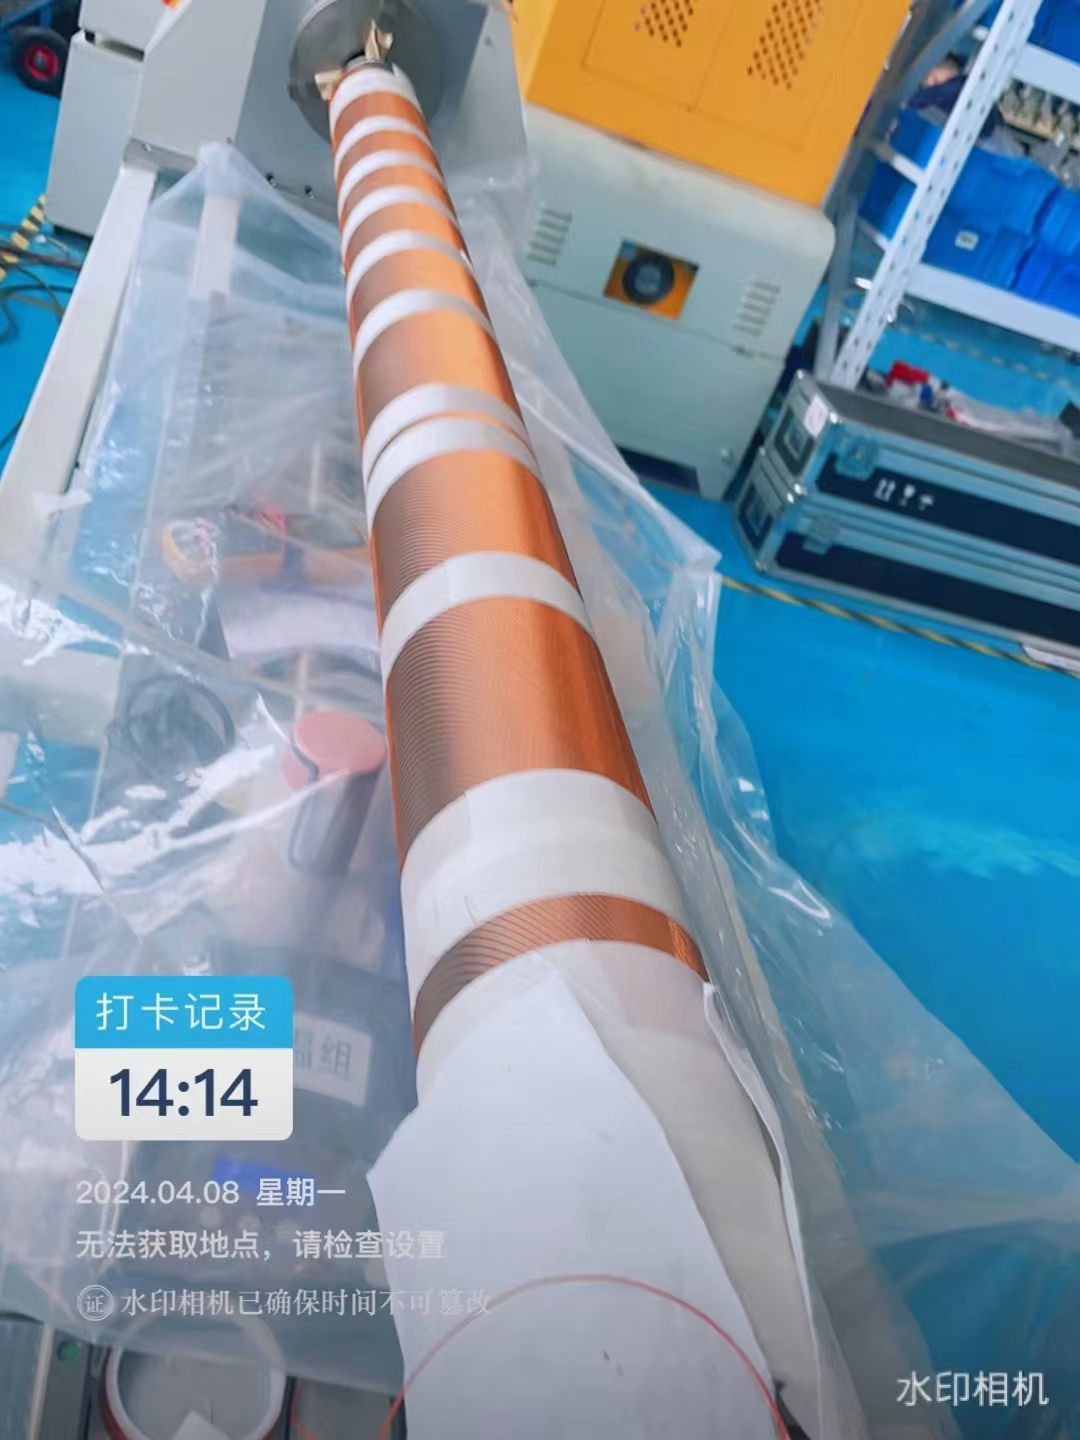 打卡记录
14:14
2024.04.08 星期一
无法获取地点，请检查设置
证 水印相机已确保时间不可篡改
水印相机